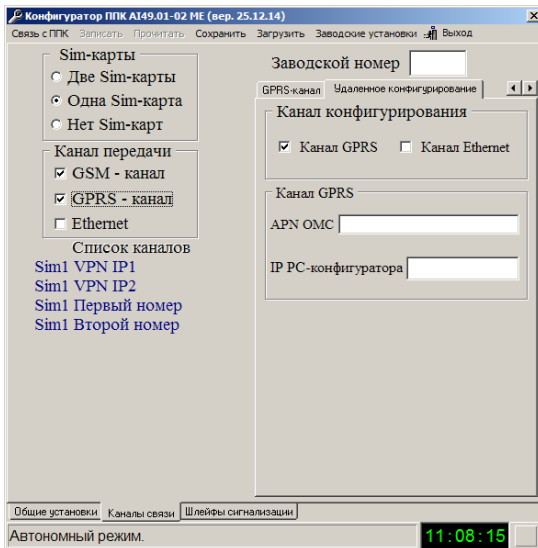 Конфигуратор ППК AI49.01-02 ME (вер. 25.12.14)
Связь с ППК Записать Прочитать Сохранить Загрузить Заводские установки Выход
Sim-карты
Две Sim-карты
Одна Sim-карта
Нет Sim-карт
Канал передачи
GSM - канал
GPRS - канал
Ethernet
Список каналов
Sim1 VPN IP1
Sim1 VPN IP2
Sim1 Первый номер
Sim1 Второй номер
Заводской номер
GPRS-канал Удаленное конфигурирование
Канал конфигурирования
Канал GPRS Канал Ethernet
Канал GPRS
APN ОМС
IP PC-конфигуратора
Общие установки Каналы связи Шлейфы сигнализации
Автономный режим. 11:08:15